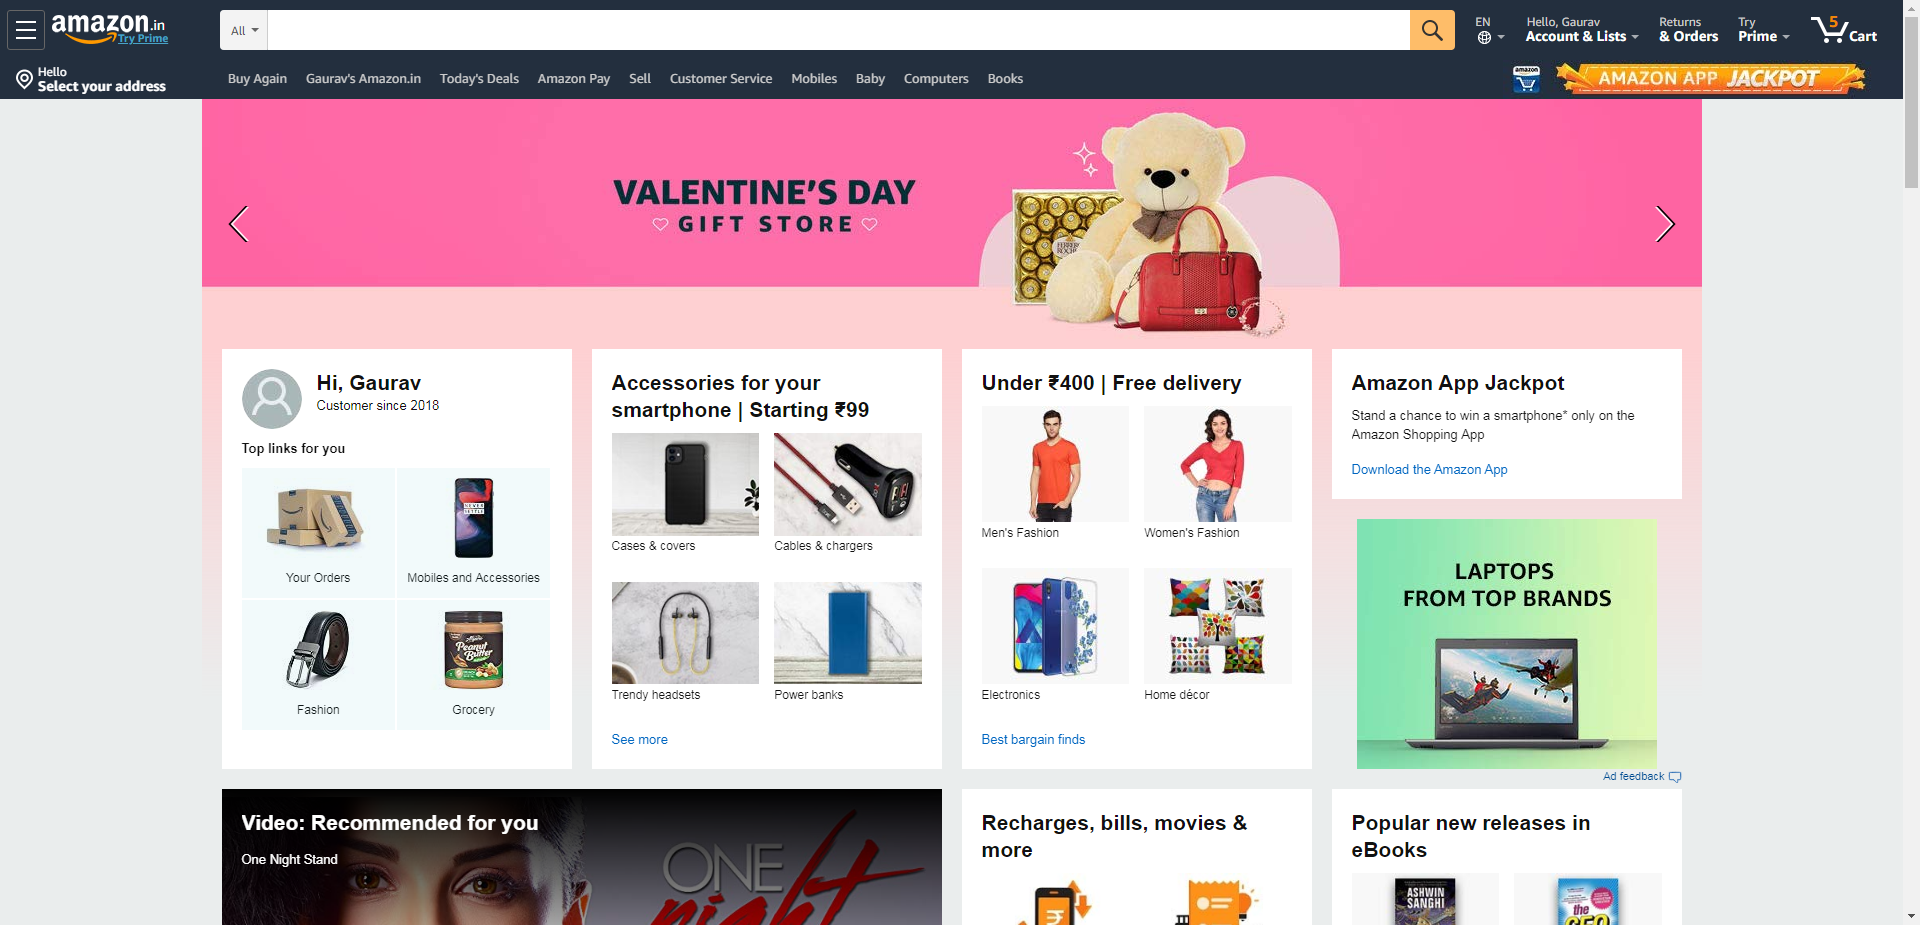 amazon.in
Try Prime
All
EN
Hello, Gaurav
Account & Lists
Returns
& Orders
Try
Prime
5
Cart
Hello
Select your address
Buy Again
Gaurav's Amazon.in
Today's Deals
Amazon Pay
Sell
Customer Service
Mobiles
Baby
Computers
Books
amazon
AMAZON APP JACKPOT
VALENTINE'S DAY
GIFT STORE
FERRERO
ROCHER
Hi, Gaurav
Customer since 2018
Top links for you
Your Orders
Mobiles and Accessories
Peanut
Butter
Fashion
Grocery
Accessories for your
smartphone | Starting ₹99
Cases & covers
Cables & chargers
Trendy headsets
Power banks
See more
Under ₹400 | Free delivery
Men's Fashion
Women's Fashion
Electronics
Home décor
Best bargain finds
Amazon App Jackpot
Stand a chance to win a smartphone* only on the
Amazon Shopping App
Download the Amazon App
LAPTOPS
FROM TOP BRANDS
Ad feedback
Video: Recommended for you
One Night Stand
ONE
night
Recharges, bills, movies &
more
₹
Popular new releases in
eBooks
ASHWIN
SANGHI
the
CEO